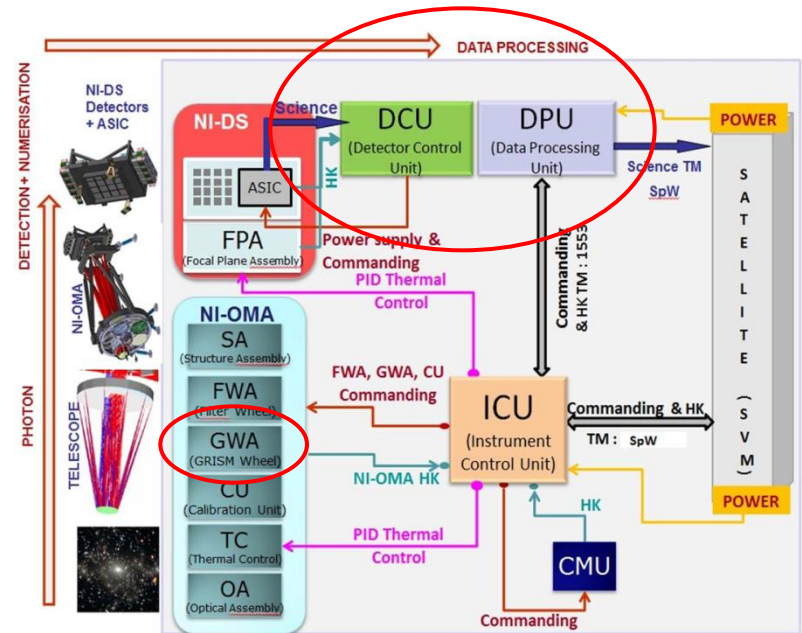 DATA PROCESSING
NI-DS
Detectors
+ ASIC
DETECTION + NUMERISATION
NI-OMA
TELESCOPE
PHOTON
NI-DS
ASIC
FPA
(Focal Plane Assembly)
Science
HK
DCU
(Detector Control
Unit)
DPU
(Data Processing
Unit)
Power supply &
Commanding
PID Thermal
Control
Science TM
SpW
POWER
SATELLITE (SVM)
POWER
Commanding
& HK TM : 1553
NI-OMA
SA
(Structure Assembly)
FWA
(Filter Wheel)
GWA
(GRISM Wheel)
CU
(Calibration Unit)
TC
(Thermal Control)
OA
(Optical Assembly)
FWA, GWA, CU
Commanding
NI-OMA HK
PID Thermal
Control
ICU
(Instrument
Control Unit)
Commanding & HK
TM : SpW
HK
CMU
Commanding